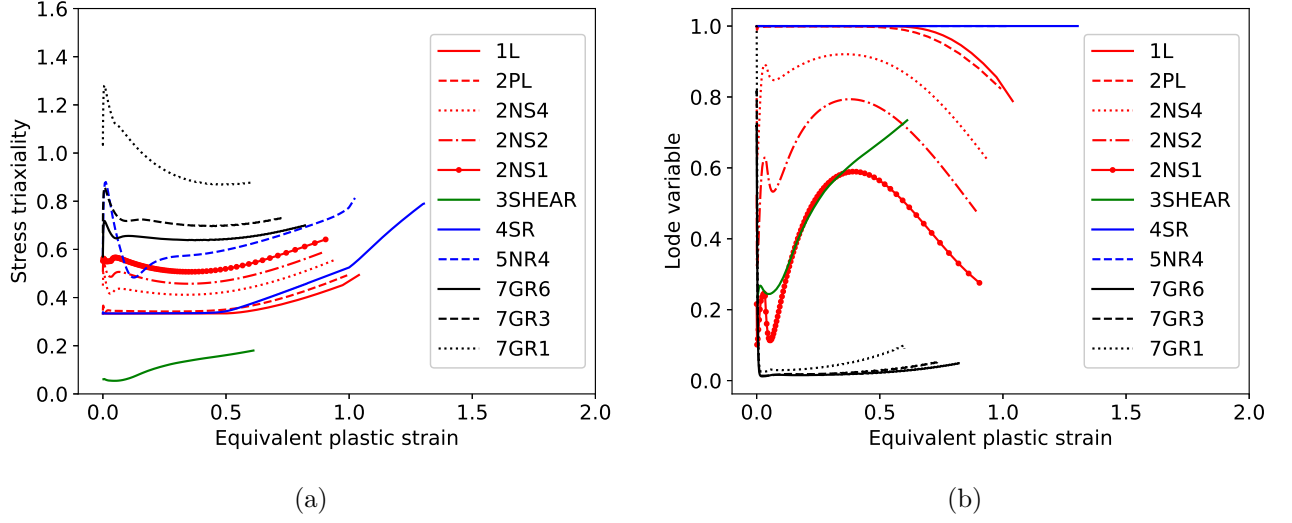 1.6
1.4
1.2
1.0
0.8
0.6
0.4
0.2
0.0
Stress triaxiality
0.0 0.5 1.0 1.5 2.0
Equivalent plastic strain
1L
2PL
2NS4
2NS2
2NS1
3SHEAR
4SR
5NR4
7GR6
7GR3
7GR1
(a)
1.0
0.8
0.6
0.4
0.2
0.0
Lode variable
0.0 0.5 1.0 1.5 2.0
Equivalent plastic strain
1L
2PL
2NS4
2NS2
2NS1
3SHEAR
4SR
5NR4
7GR6
7GR3
7GR1
(b)